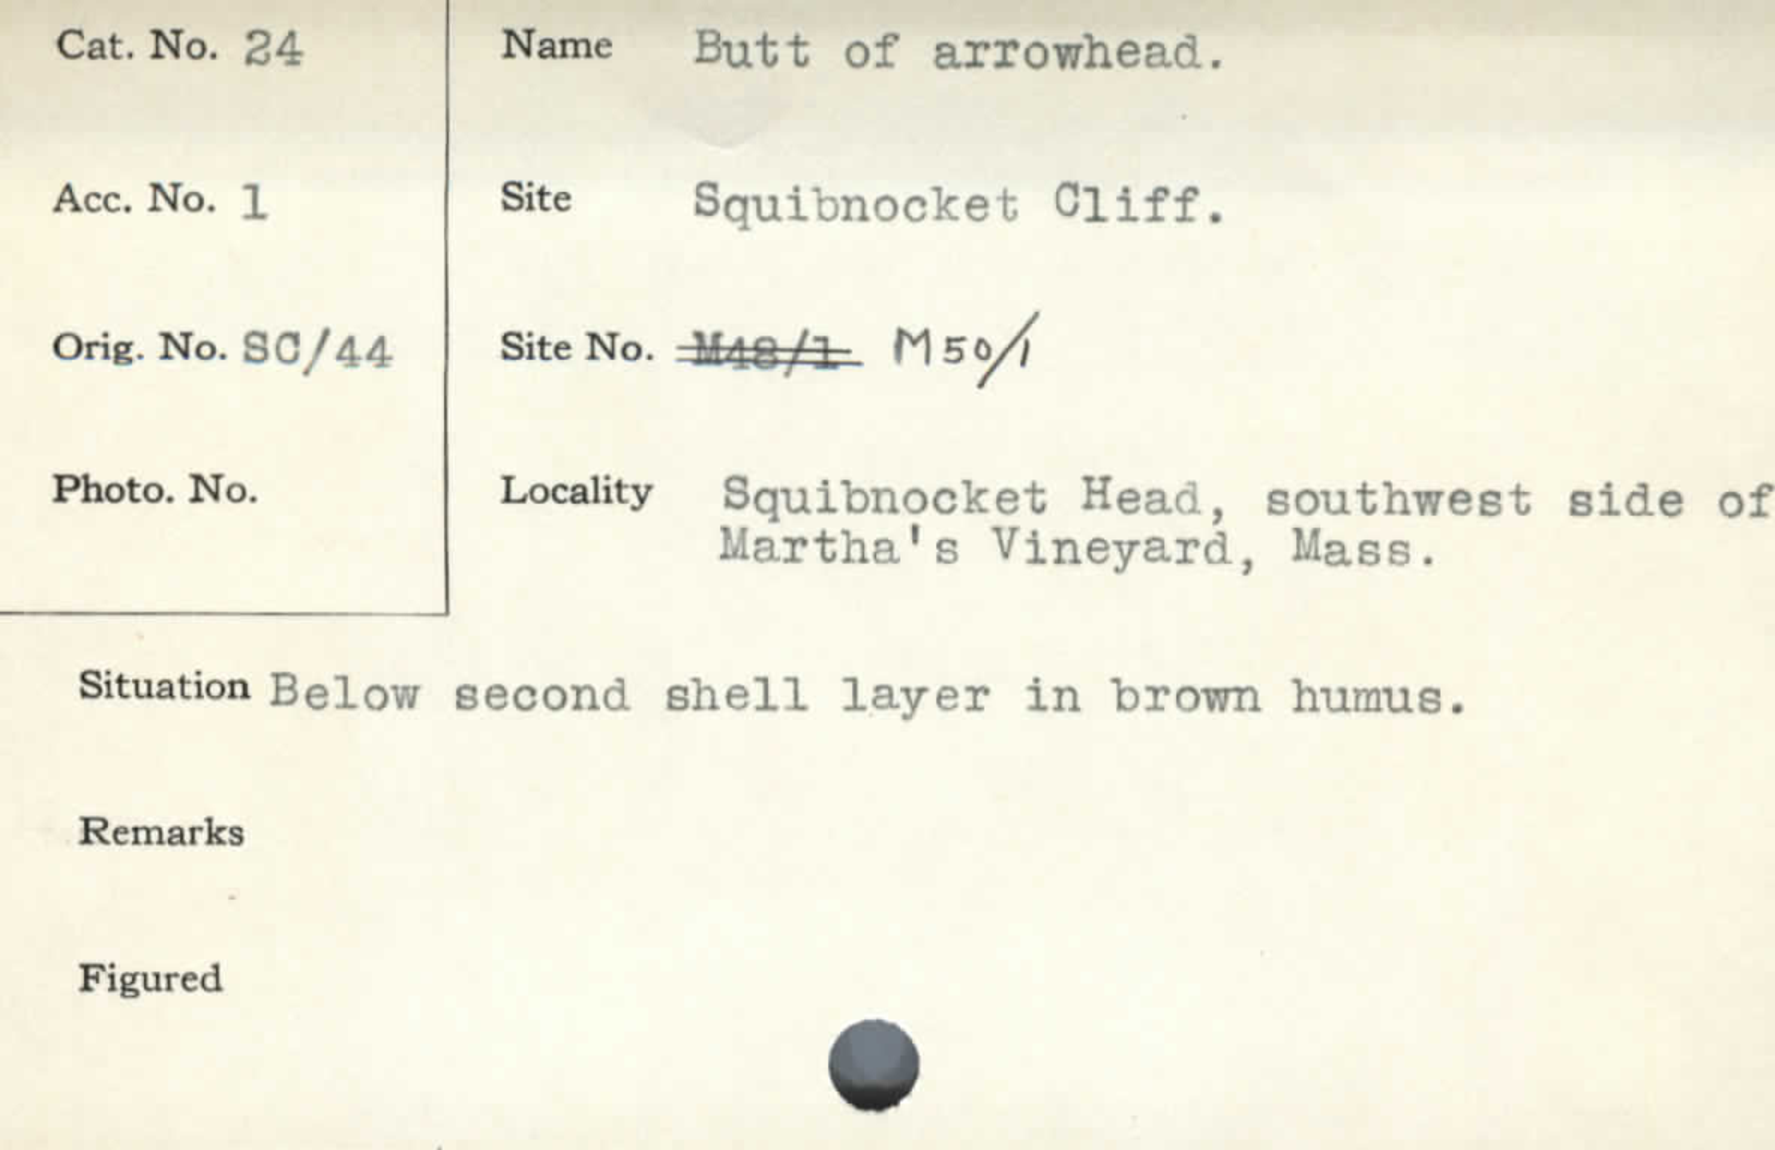 Cat. No. 24
Name Butt of arrowhead.
Acc. No. 1
Site Squibnocket Cliff.
Orig. No. SC/44
Site No. M48/1 M50/1
Photo. No.
Locality Squibnocket Head, southwest side of
Martha's Vineyard, Mass.
Situation Below second shell layer in brown humus.
Remarks
Figured